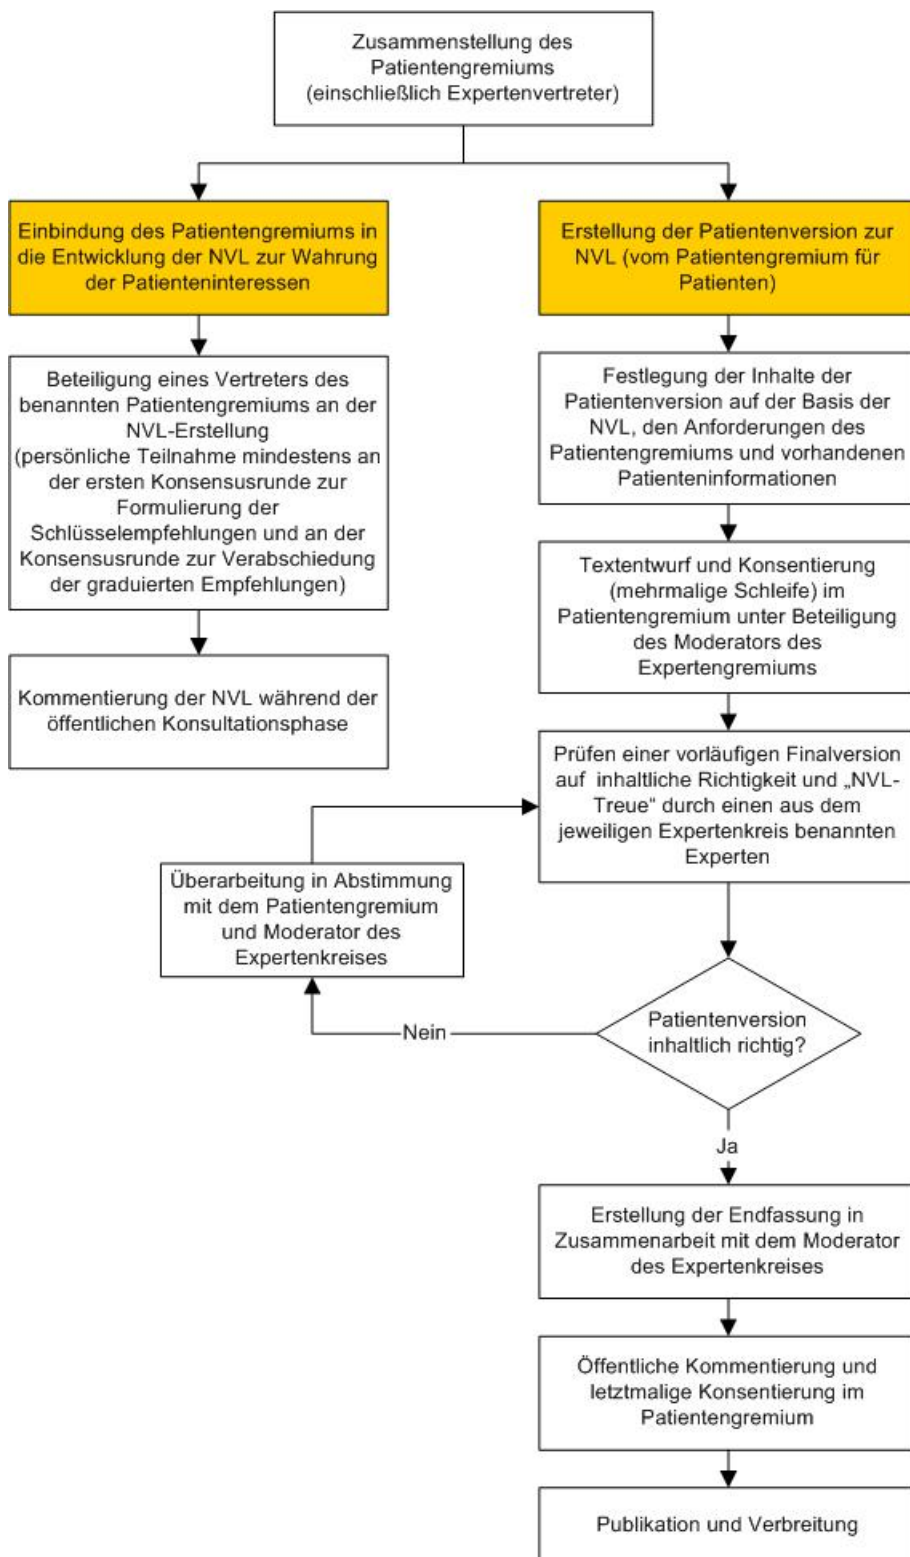 Zusammenstellung des
Patientengremiums
(einschließlich Expertenvertreter)
Einbindung des Patientengremiums in
die Entwicklung der NVL zur Wahrung
der Patienteninteressen
Beteiligung eines Vertreters des
benannten Patientengremiums an der
NVL-Erstellung
(persönliche Teilnahme mindestens an
der ersten Konsensusrunde zur
Formulierung der
Schlüsselempfehlungen und an der
Konsensusrunde zur Verabschiedung
der graduierten Empfehlungen)
Kommentierung der NVL während der
öffentlichen Konsultationsphase
Erstellung der Patientenversion zur
NVL (vom Patientengremium für
Patienten)
Festlegung der Inhalte der
Patientenversion auf der Basis der
NVL, den Anforderungen des
Patientengremiums und vorhandenen
Patienteninformationen
Textentwurf und Konsentierung
(mehrmalige Schleife) im
Patientengremium unter Beteiligung
des Moderators des
Expertengremiums
Prüfen einer vorläufigen Finalversion
auf inhaltliche Richtigkeit und „NVL-
Treue“ durch einen aus dem
jeweiligen Expertenkreis benannten
Experten
Überarbeitung in Abstimmung
mit dem Patientengremium
und Moderator des
Expertenkreises
Patientenversion
inhaltlich richtig?
Nein
Ja
Erstellung der Endfassung in
Zusammenarbeit mit dem Moderator
des Expertenkreises
Öffentliche Kommentierung und
letztmalige Konsentierung im
Patientengremium
Publikation und Verbreitung